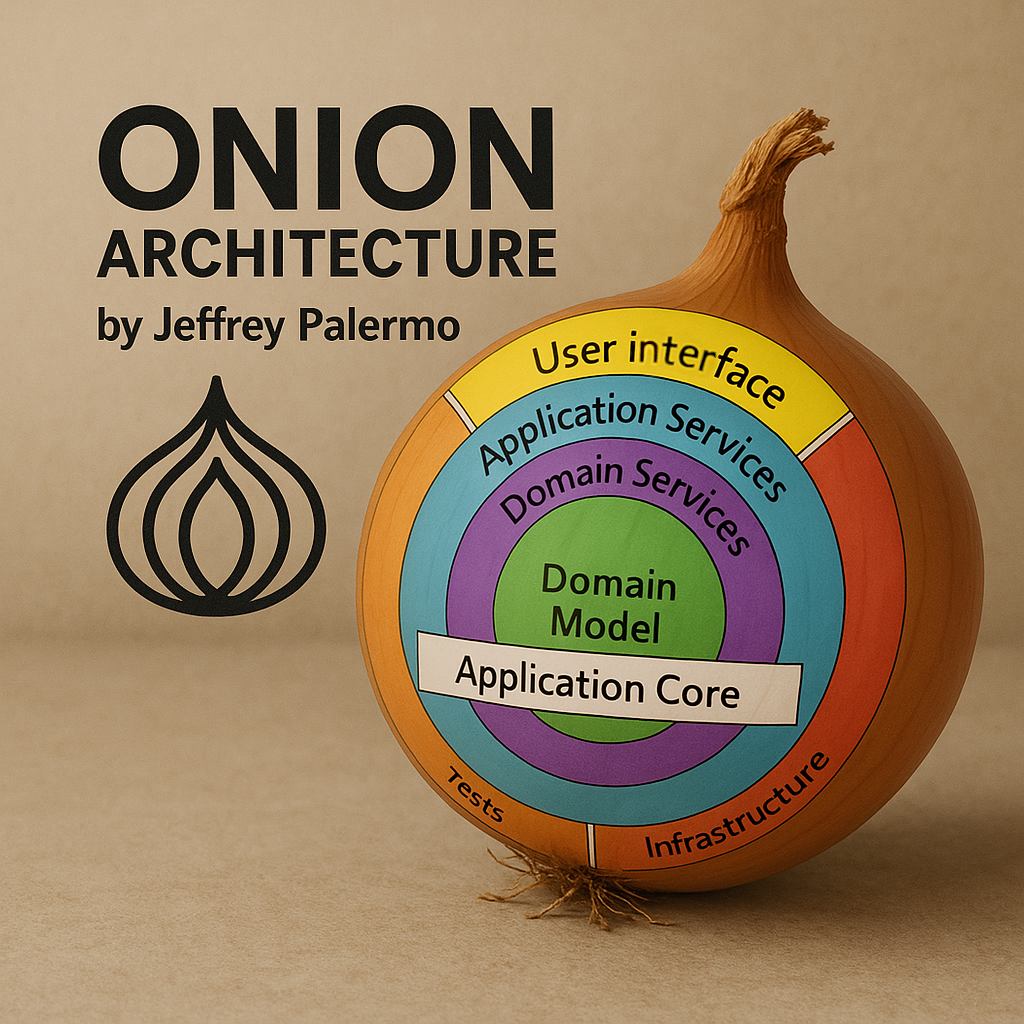 ONION
ARCHITECTURE
by Jeffrey Palermo
User interface
Application Services
Domain Services
Domain
Model
Application Core
Tests
Infrastructure